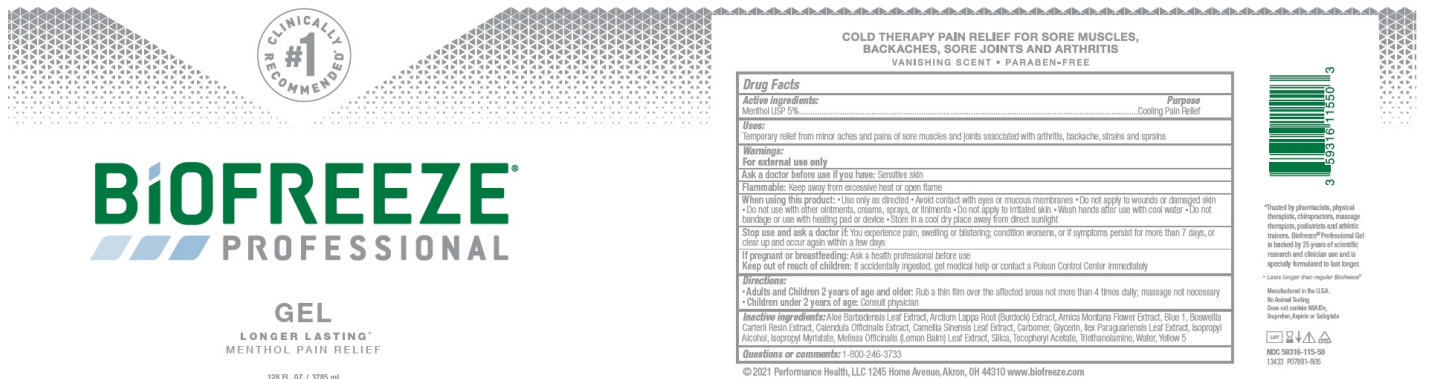 CLINICALLY
#1
RECOMMENDED*
BiOFREEZE®
PROFESSIONAL
GEL
LONGER LASTING+
MENTHOL PAIN RELIEF
128 FL. OZ. / 3785 mL
COLD THERAPY PAIN RELIEF FOR SORE MUSCLES,
BACKACHES, SORE JOINTS AND ARTHRITIS
VANISHING SCENT • PARABEN-FREE
Drug Facts
Active ingredients: Purpose
Menthol USP 5%...Cooling Pain Relief
Uses:
Temporary relief from minor aches and pains of sore muscles and joints associated with arthritis, backache, strains and sprains
Warnings:
For external use only
Ask a doctor before use if you have: Sensitive skin
Flammable: Keep away from excessive heat or open flame
When using this product: • Use only as directed • Avoid contact with eyes or mucous membranes • Do not apply to wounds or damaged skin
• Do not use with other ointments, creams, sprays, or liniments • Do not apply to irritated skin • Wash hands after use with cool water • Do not
bandage or use with heating pad or device • Store in a cool dry place away from direct sunlight
Stop use and ask a doctor if: You experience pain, swelling or blistering; condition worsens, or if symptoms persist for more than 7 days, or
clear up and occur again within a few days
If pregnant or breastfeeding: Ask a health professional before use
Keep out of reach of children: If accidentally ingested, get medical help or contact a Poison Control Center immediately
Directions:
• Adults and Children 2 years of age and older: Rub a thin film over the affected areas not more than 4 times daily; massage not necessary
• Children under 2 years of age: Consult physician
Inactive ingredients: Aloe Barbadensis Leaf Extract, Arctium Lappa Root (Burdock) Extract, Arnica Montana Flower Extract, Blue 1, Boswellia
Carterii Resin Extract, Calendula Officinalis Extract, Camellia Sinensis Leaf Extract, Carbomer, Glycerin, Ilex Paraguariensis Leaf Extract, Isopropyl
Alcohol, Isopropyl Myristate, Melissa Officinalis (Lemon Balm) Leaf Extract, Silica, Tocopheryl Acetate, Triethanolamine, Water, Yellow 5
Questions or comments: 1-800-246-3733
© 2021 Performance Health, LLC 1245 Home Avenue, Akron, OH 44310 www.biofreeze.com
3 59316 11550 3
*Trusted by pharmacists, physical
therapists, chiropractors, massage
therapists, podiatrists and athletic
trainers. Biofreeze® Professional Gel
is backed by 25 years of scientific
research and clinician use and is
specially formulated to last longer.
+ Lasts longer than regular Biofreeze®
Manufactured in the U.S.A.
No Animal Testing
Does not contain NSAIDs,
Ibuprofen, Aspirin or Salicylate
LOT
NDC 59316-115-50
13433 PD7091-R05